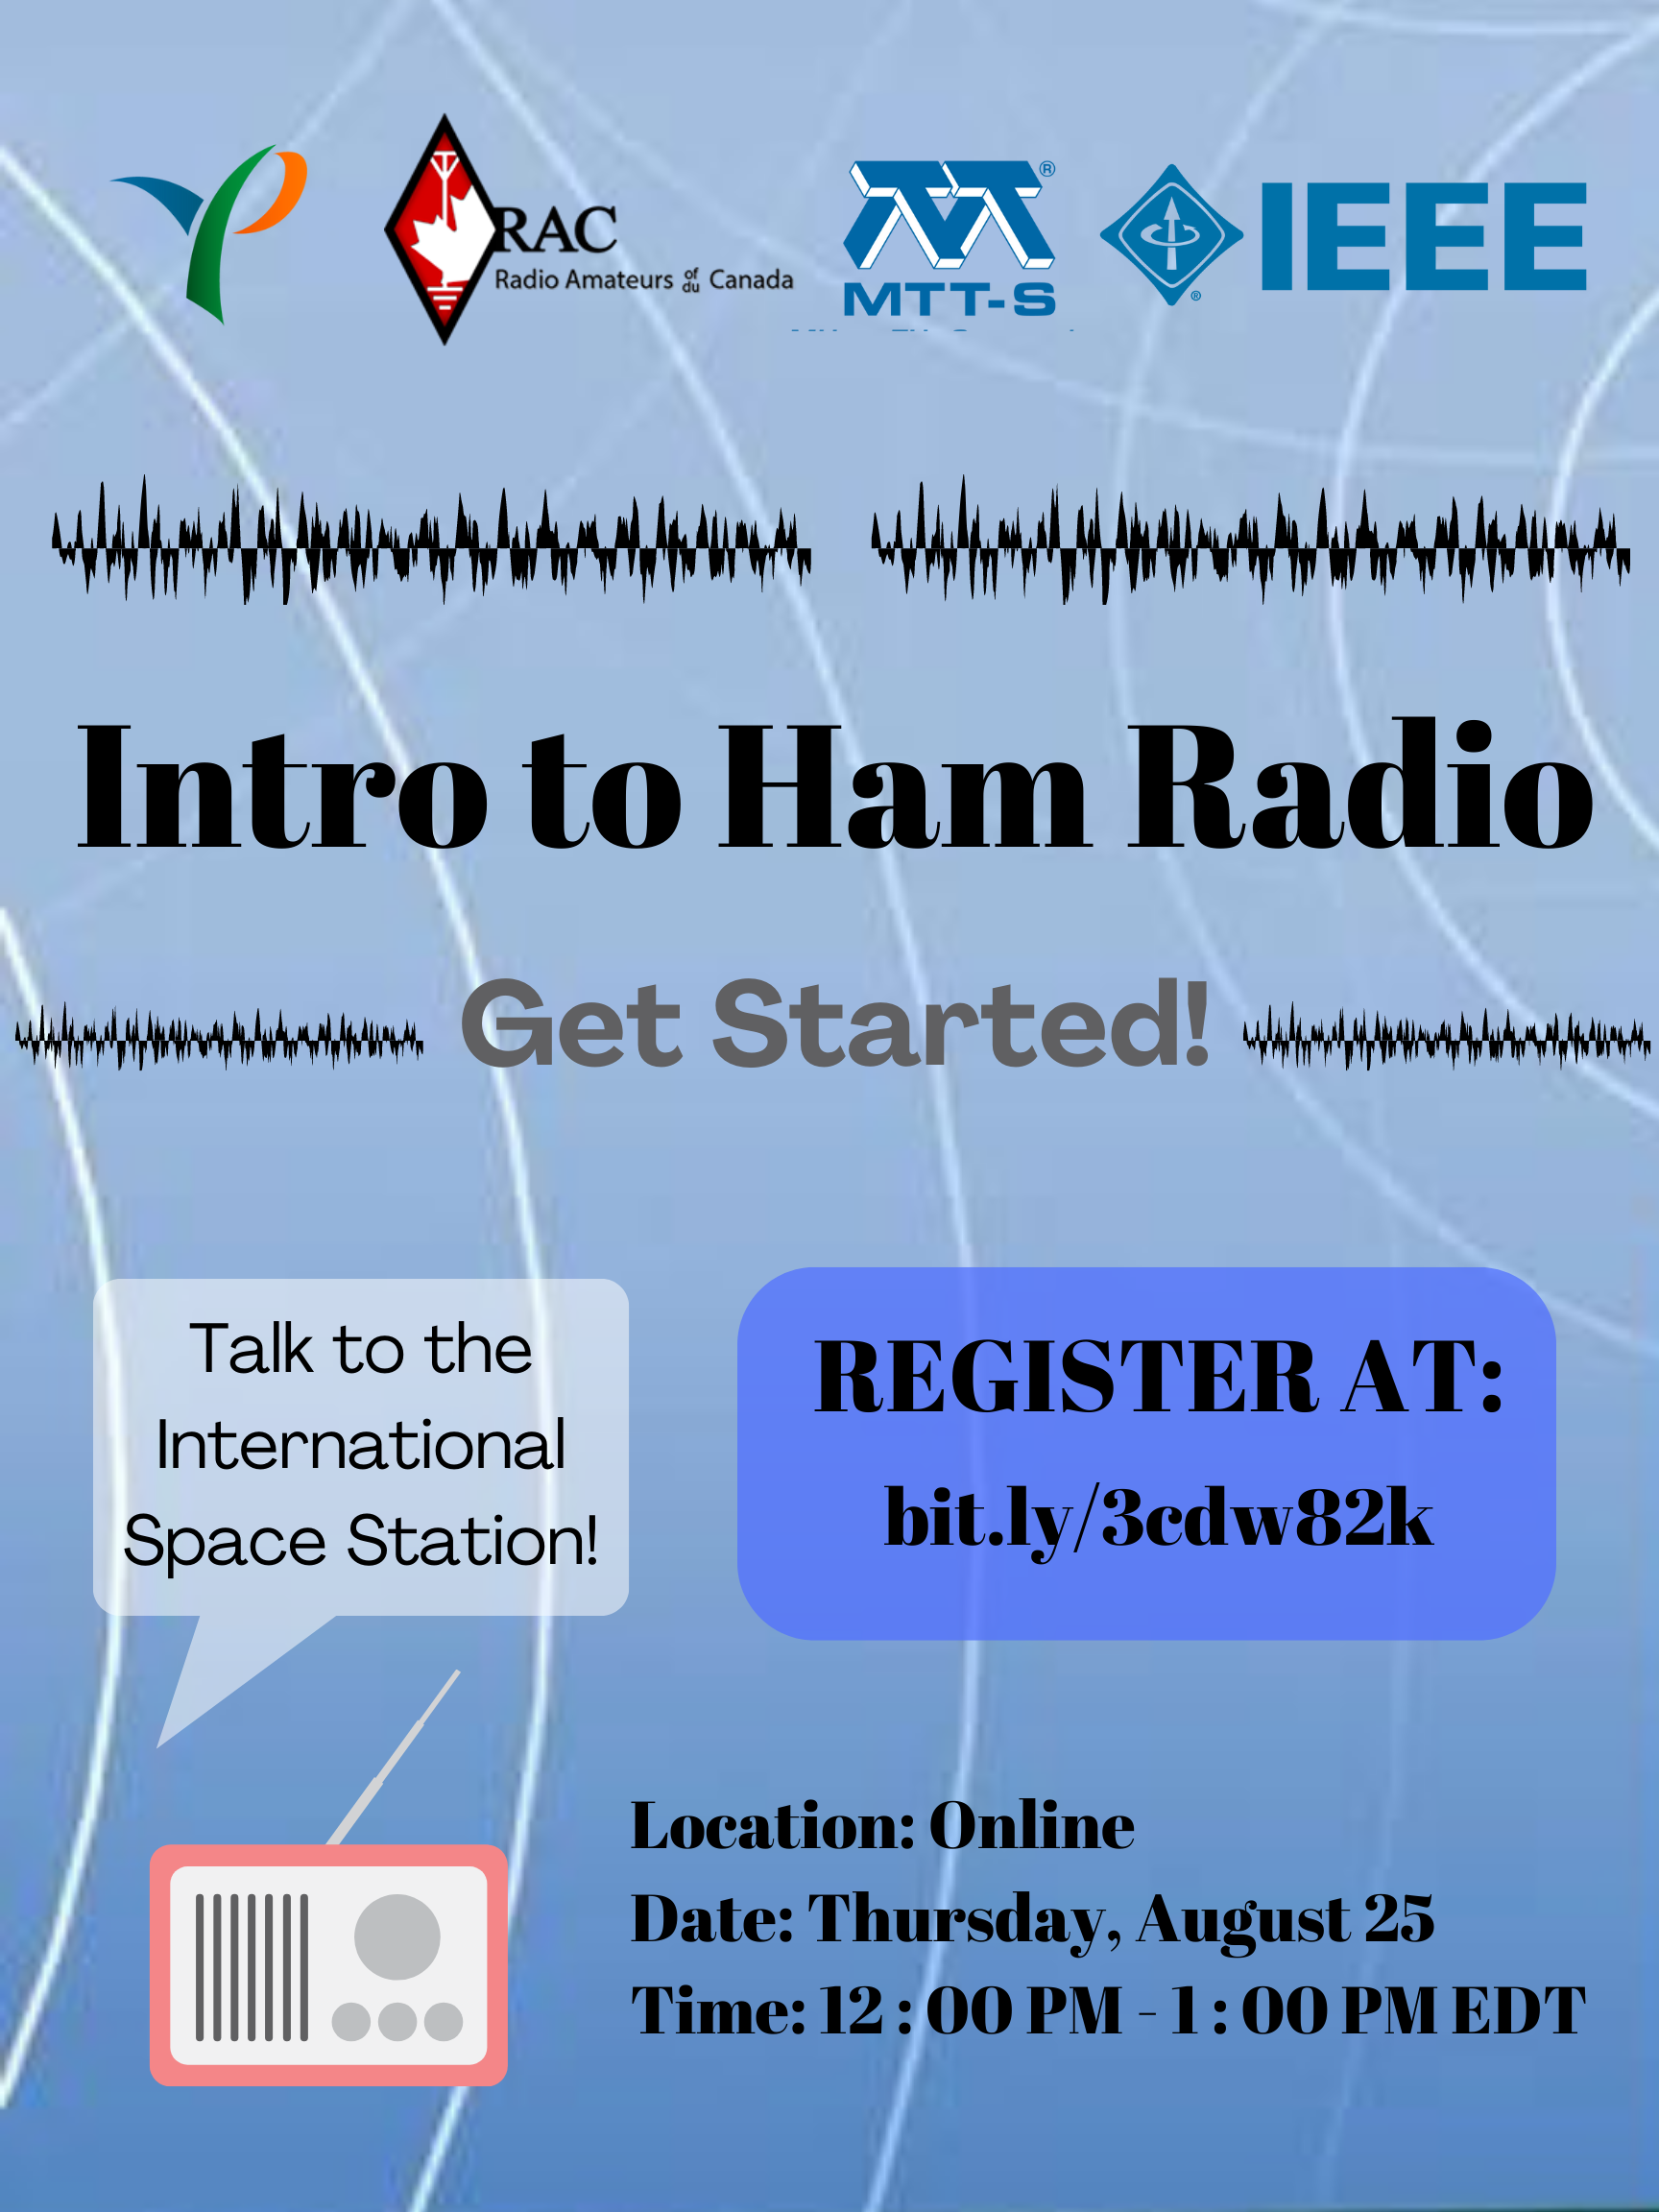 RAC
Radio Amateurs of du Canada
MTT-S
IEEE
Intro to Ham Radio
Get Started!
Talk to the
International
Space Station!
REGISTER AT:
bit.ly/3cdw82k
Location: Online
Date: Thursday, August 25
Time: 12 : 00 PM - 1 : 00 PM EDT